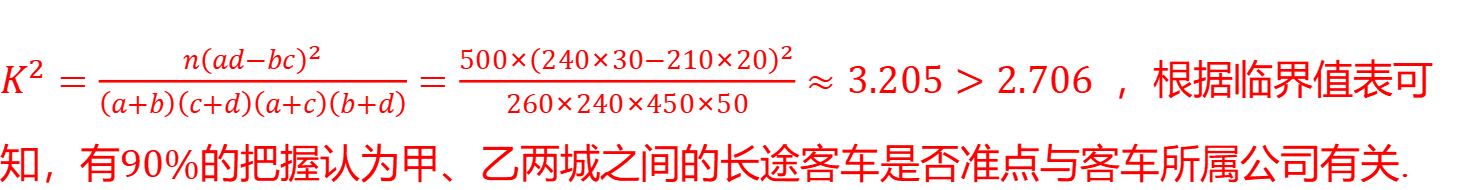 K² = n(ad−bc)²/((a+b)(c+d)(a+c)(b+d)) = 500×(240×30−210×20)²/(260×240×450×50) ≈ 3.205 > 2.706 ，根据临界值表可
知，有90%的把握认为甲、乙两城之间的长途客车是否准点与客车所属公司有关.